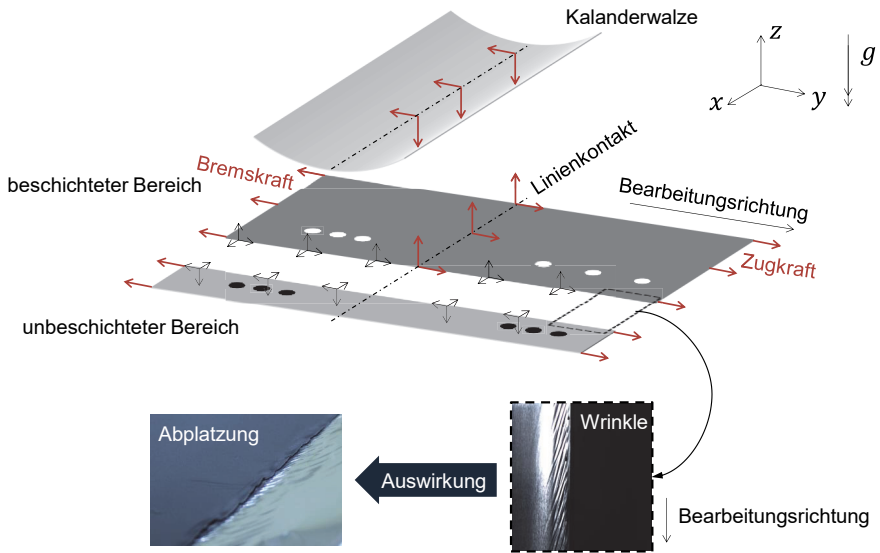 Kalanderwalze
z
g
x
y
Bremskraft
beschichteter Bereich
Linienkontakt
Bearbeitungsrichtung
Zugkraft
unbeschichteter Bereich
Abplatzung
Wrinkle
Auswirkung
Bearbeitungsrichtung